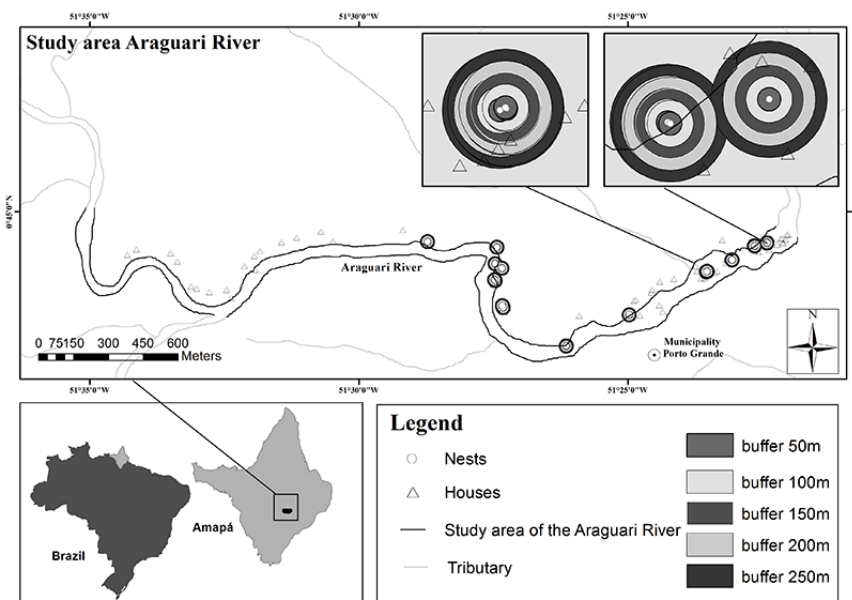 51°35'0"W 51°30'0"W 51°25'0"W
Study area Araguari River
0°45'0"N
Araguari River
N
0 75150 300 450 600
Meters
Municipality
Porto Grande
51°35'0"W 51°30'0"W 51°25'0"W
Brazil
Amapá
Legend
Nests
Houses
Study area of the Araguari River
Tributary
buffer 50m
buffer 100m
buffer 150m
buffer 200m
buffer 250m